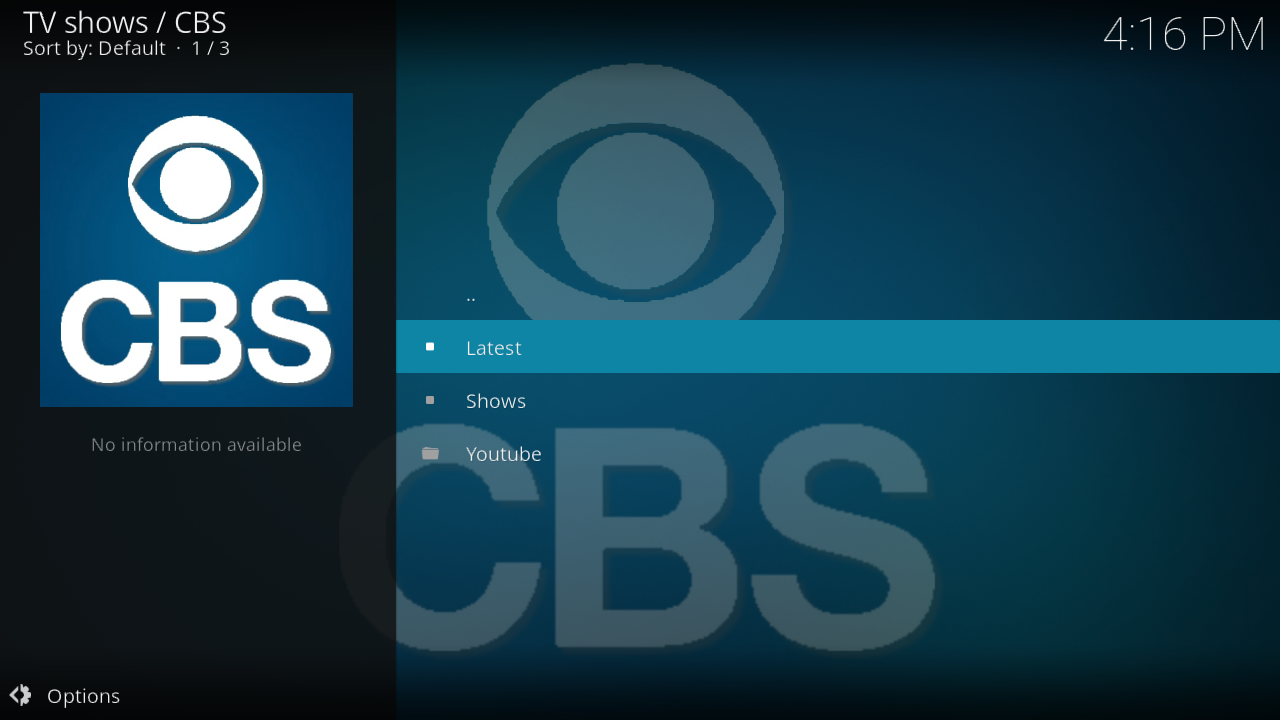 TV shows / CBS
Sort by: Default · 1 / 3
4:16 PM
CBS
No information available
..
Latest
Shows
Youtube
CBS
Options